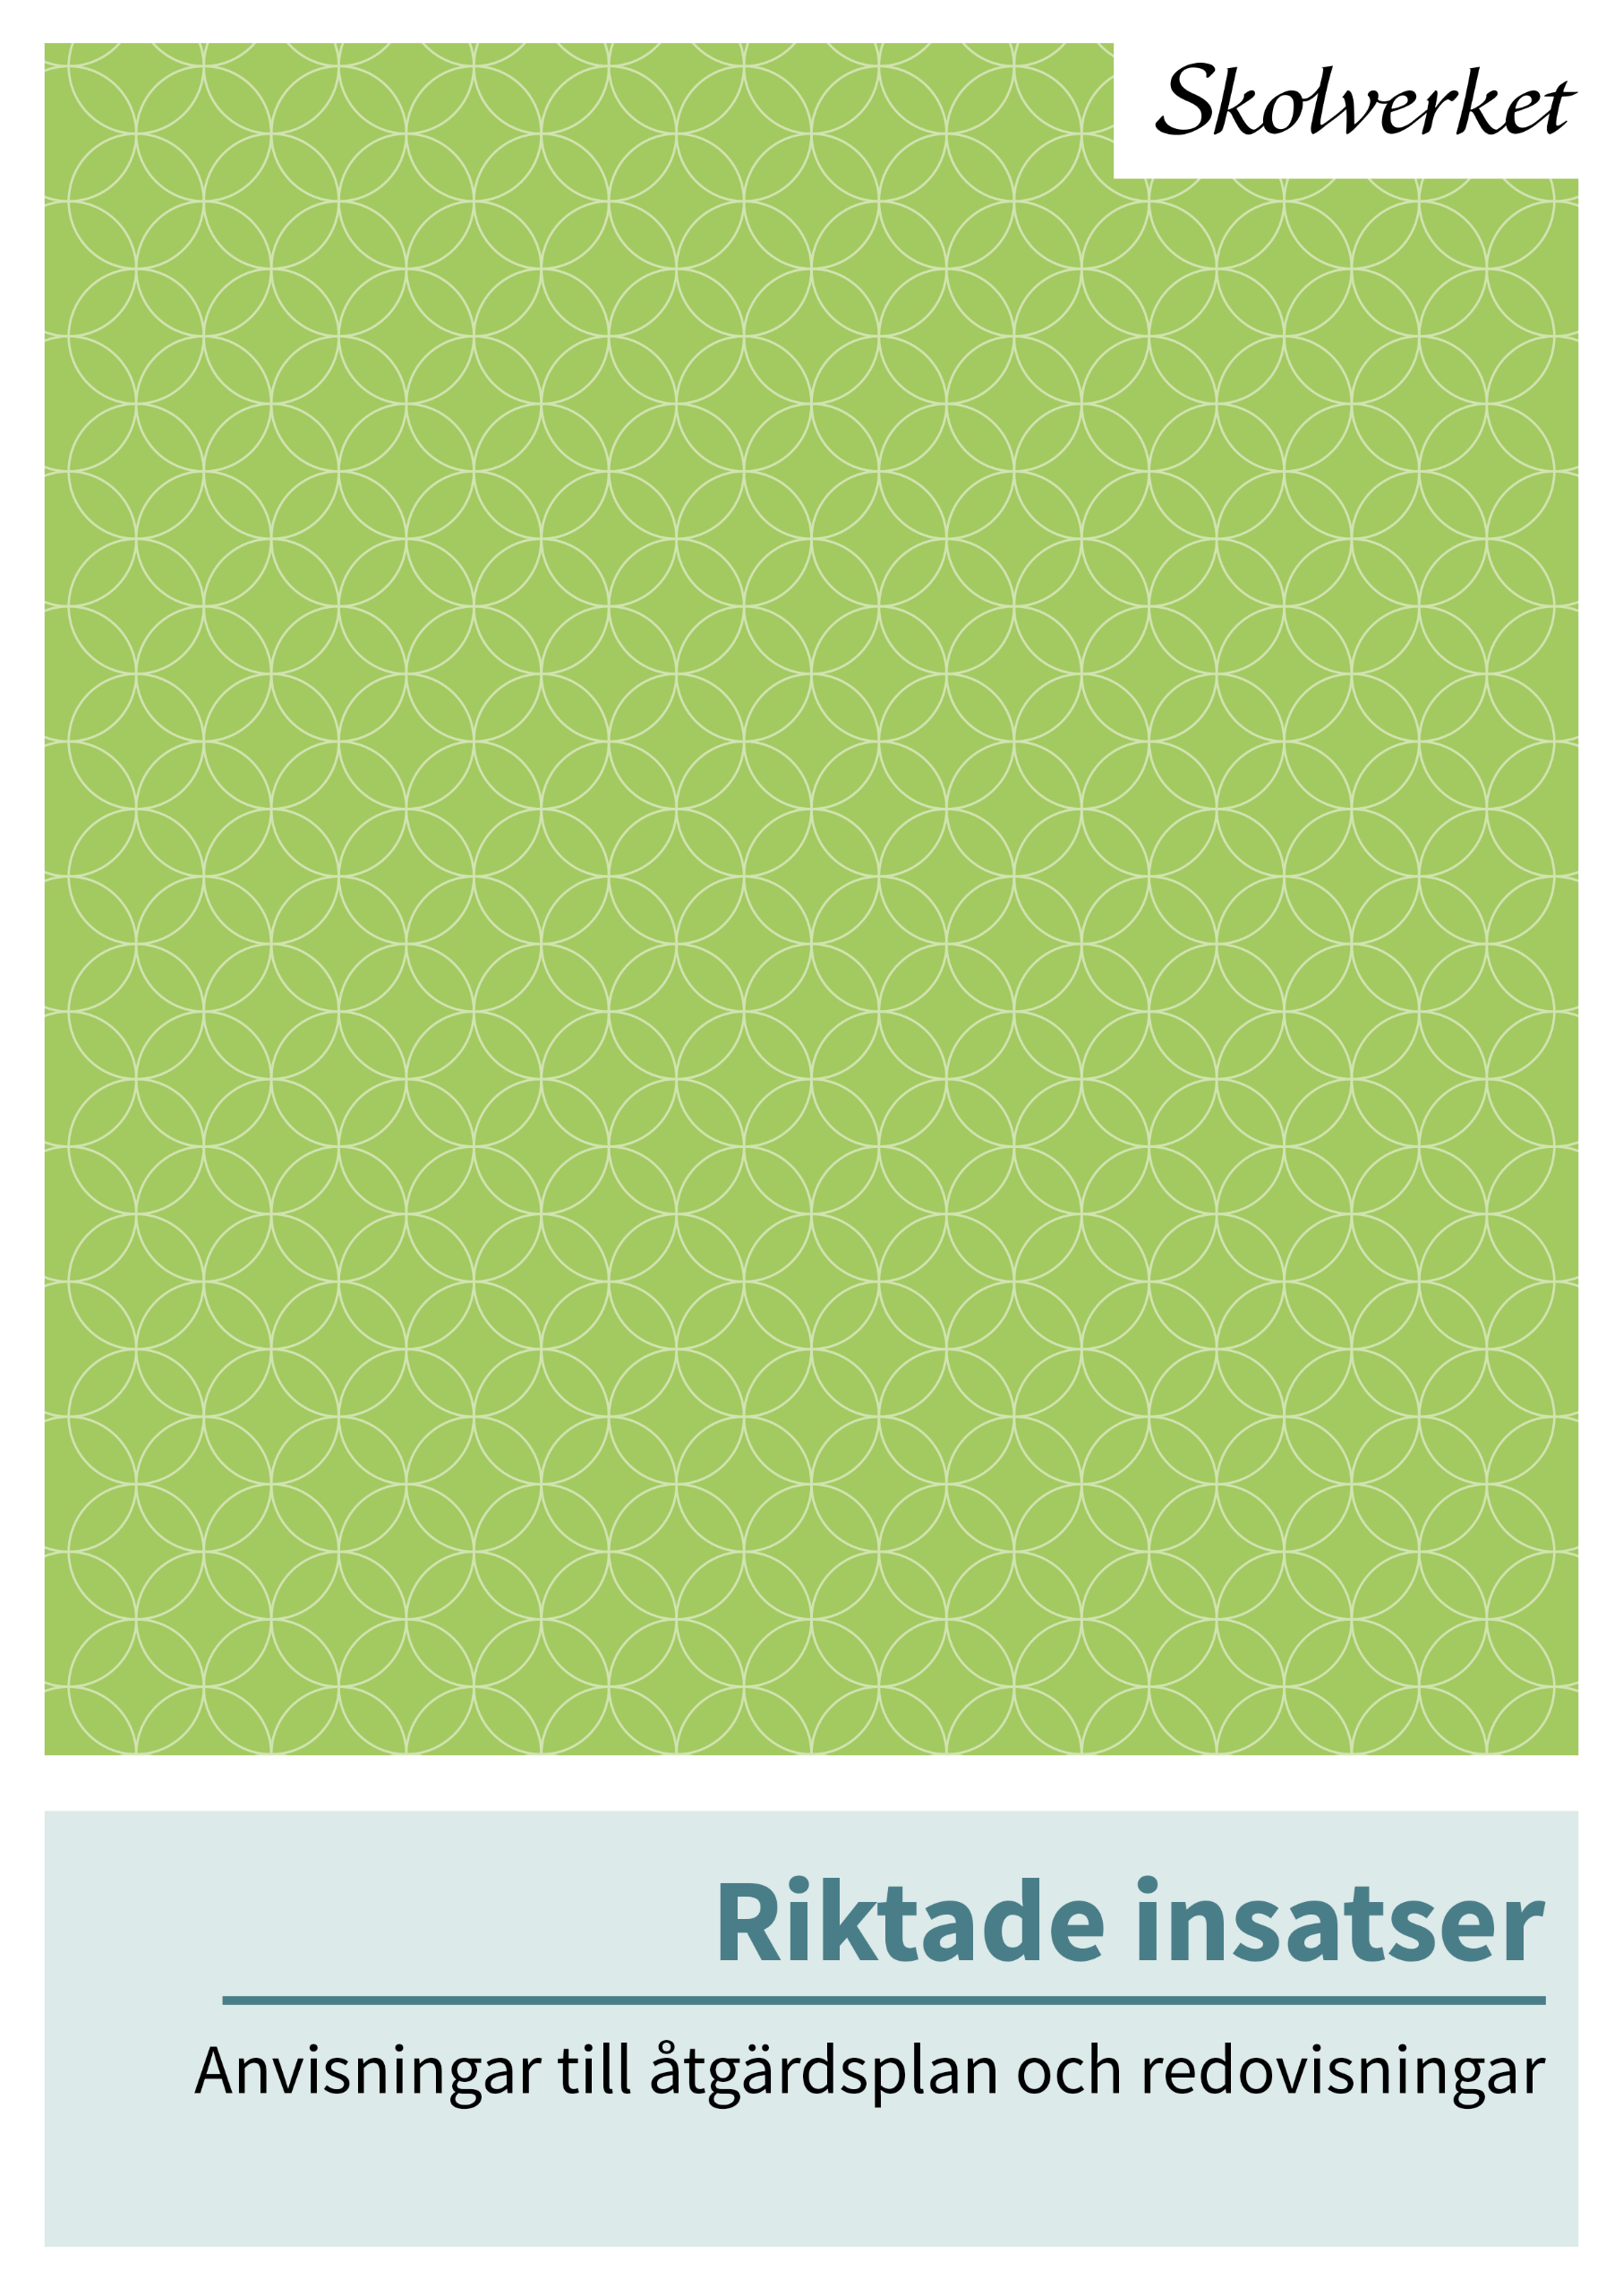 Skolverket
Riktade insatser
Anvisningar till åtgärdsplan och redovisningar